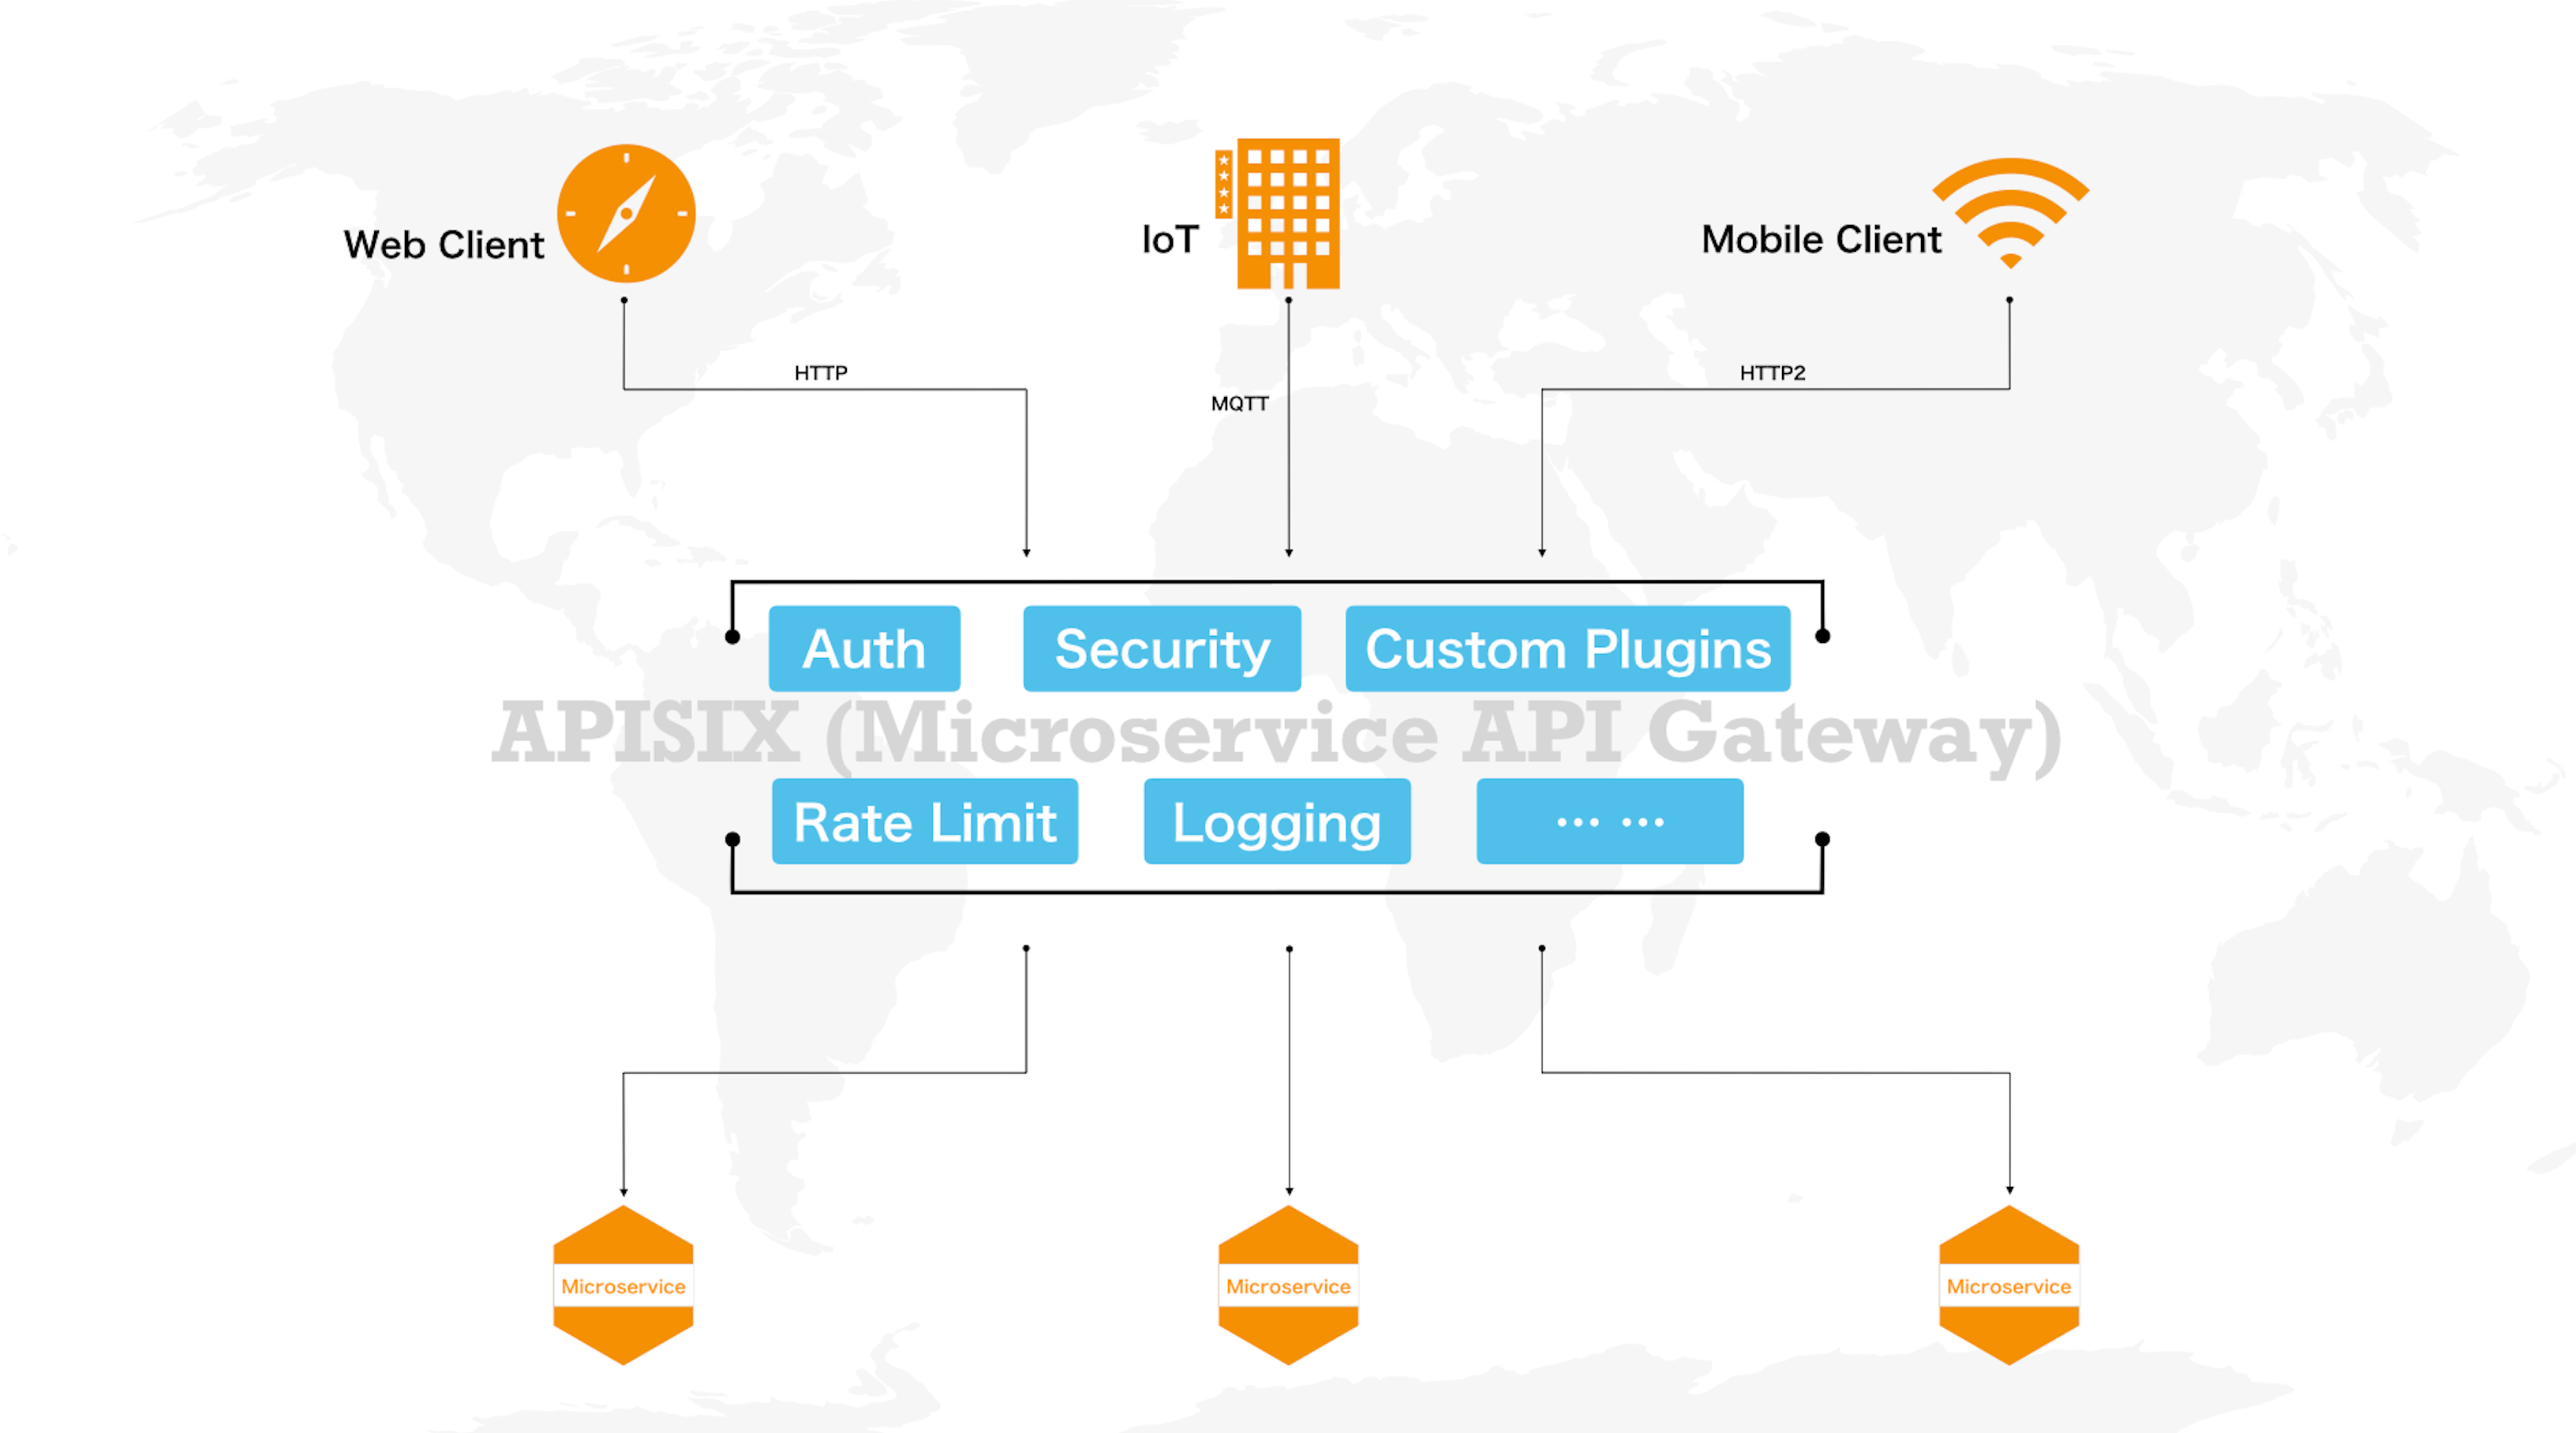 Web Client
IoT
Mobile Client
HTTP
MQTT
HTTP2
Auth
Security
Custom Plugins
APISIX (Microservice API Gateway)
Rate Limit
Logging
... ...
Microservice
Microservice
Microservice